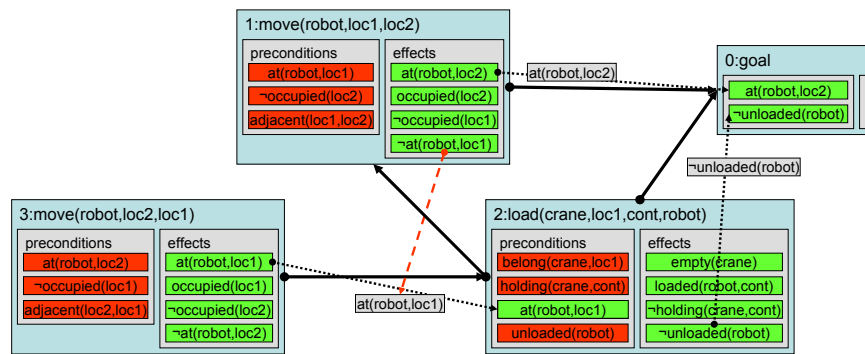 1:move(robot,loc1,loc2)
preconditions
at(robot,loc1)
¬occupied(loc2)
adjacent(loc1,loc2)
effects
at(robot,loc2)
occupied(loc2)
¬occupied(loc1)
¬at(robot,loc1)
at(robot,loc2)
0:goal
at(robot,loc2)
¬unloaded(robot)
¬unloaded(robot)
3:move(robot,loc2,loc1)
preconditions
at(robot,loc2)
¬occupied(loc1)
adjacent(loc2,loc1)
effects
at(robot,loc1)
occupied(loc1)
¬occupied(loc2)
¬at(robot,loc2)
at(robot,loc1)
2:load(crane,loc1,cont,robot)
preconditions
belong(crane,loc1)
holding(crane,cont)
at(robot,loc1)
unloaded(robot)
effects
empty(crane)
loaded(robot,cont)
¬holding(crane,cont)
¬unloaded(robot)